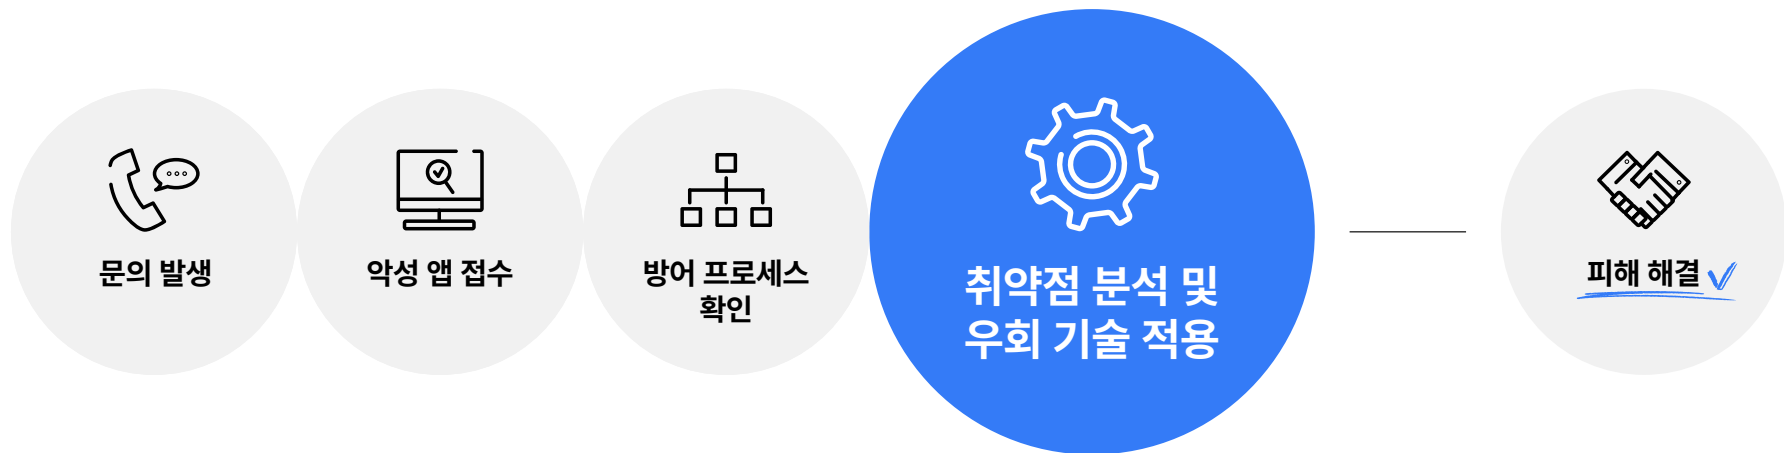 문의 발생
악성 앱 접수
방어 프로세스
확인
취약점 분석 및
우회 기술 적용
피해 해결